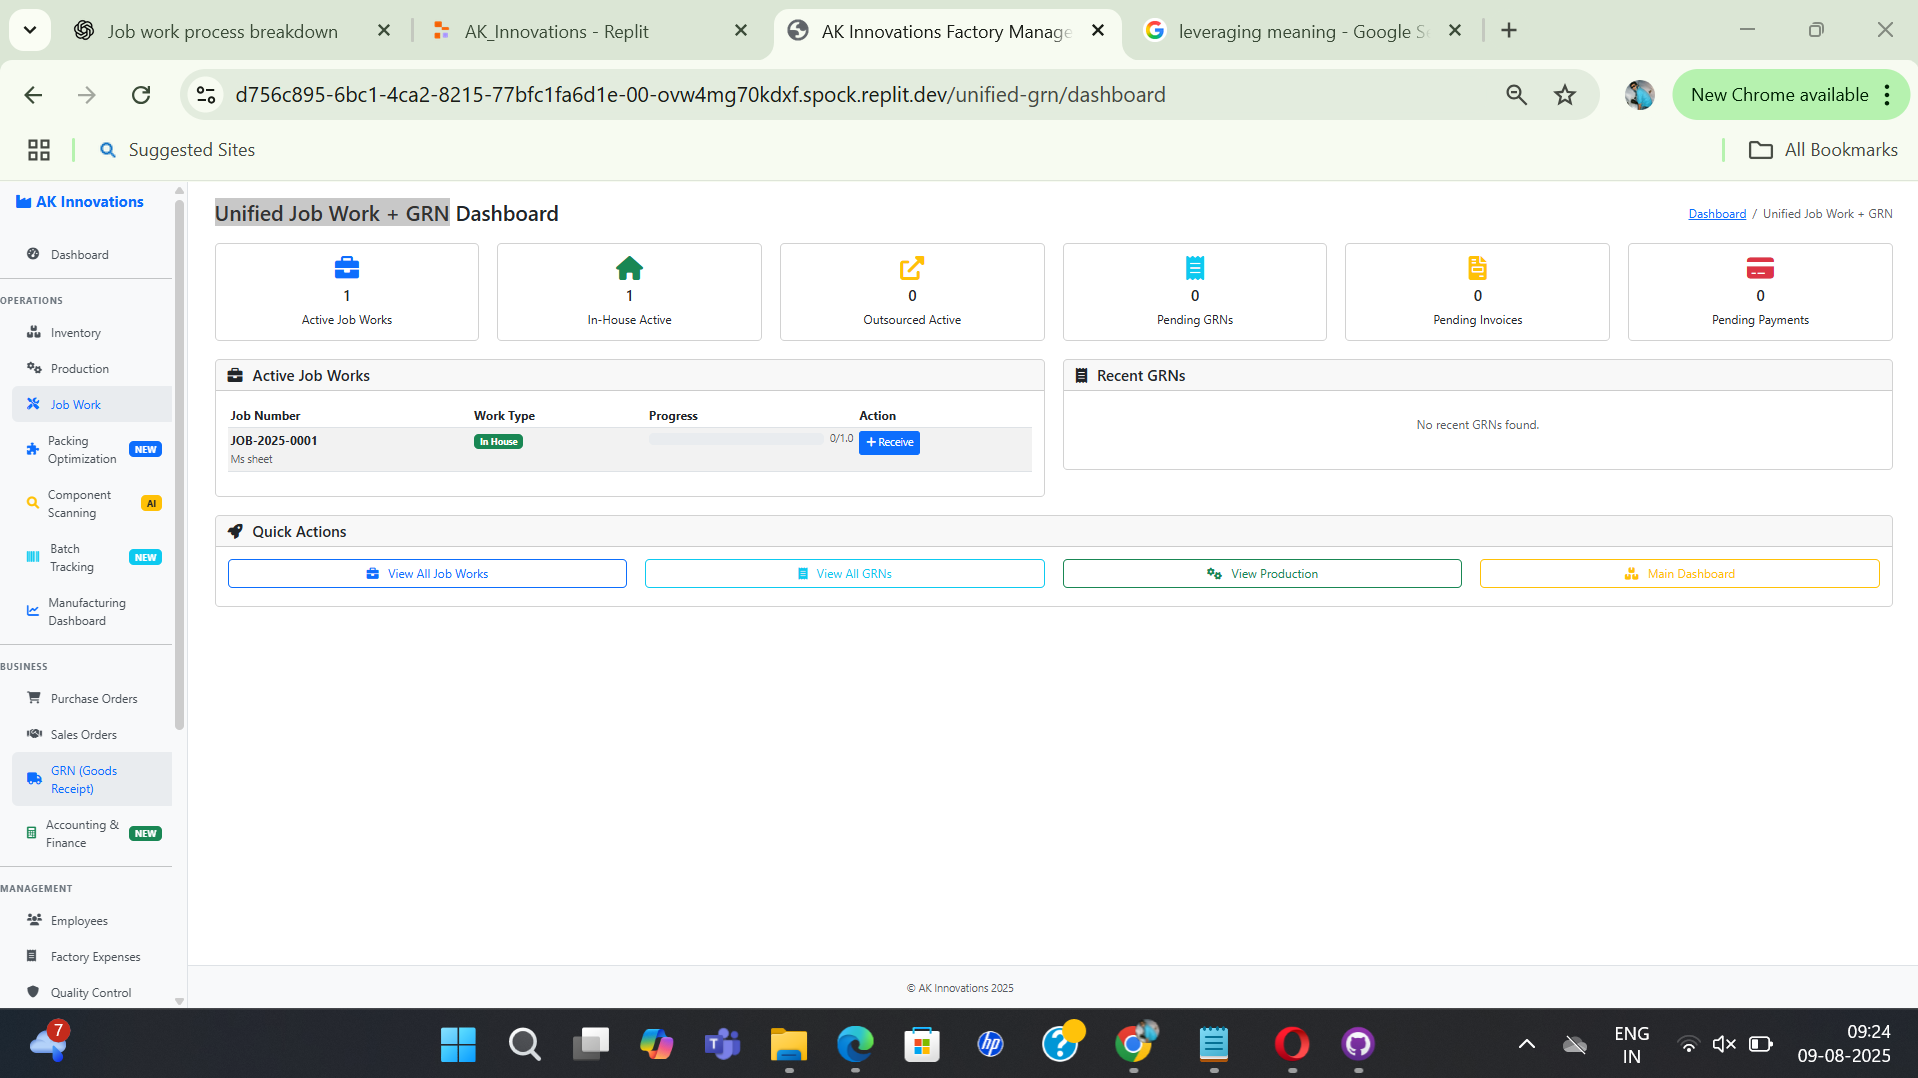 Job work process breakdown
AK_Innovations - Replit
AK Innovations Factory Manage
leveraging meaning - Google S
d756c895-6bc1-4ca2-8215-77bfc1fa6d1e-00-ovw4mg70kdxf.spock.replit.dev/unified-grn/dashboard
New Chrome available
Suggested Sites
All Bookmarks
AK Innovations
Dashboard
OPERATIONS
Inventory
Production
Job Work
Packing
Optimization
NEW
Component
Scanning
AI
Batch
Tracking
NEW
Manufacturing
Dashboard
BUSINESS
Purchase Orders
Sales Orders
GRN (Goods
Receipt)
Accounting &
Finance
NEW
MANAGEMENT
Employees
Factory Expenses
Quality Control
Unified Job Work + GRN Dashboard
Dashboard / Unified Job Work + GRN
1
Active Job Works
1
In-House Active
0
Outsourced Active
0
Pending GRNs
0
Pending Invoices
0
Pending Payments
Active Job Works
Job Number Work Type Progress Action
JOB-2025-0001 In House 0/1.0 + Receive
Ms sheet
Recent GRNs
No recent GRNs found.
Quick Actions
View All Job Works
View All GRNs
View Production
Main Dashboard
© AK Innovations 2025
7
hp
ENG
IN
09:24
09-08-2025